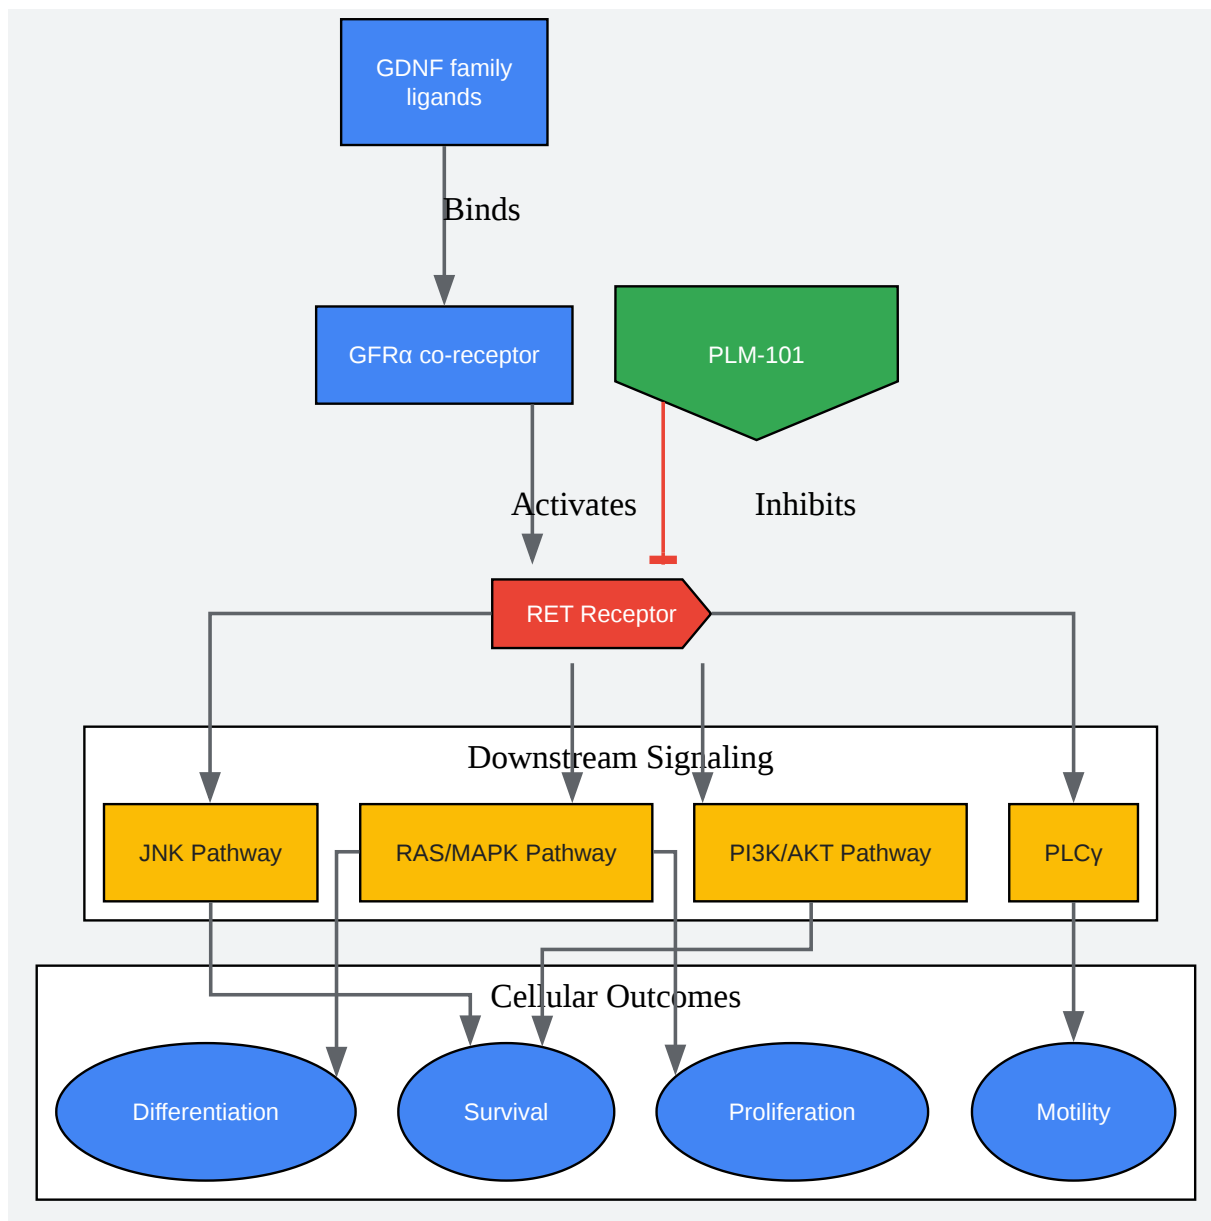 GDNF family
ligands
Binds
GFRα co-receptor
PLM-101
Activates
Inhibits
RET Receptor
Downstream Signaling
JNK Pathway
RAS/MAPK Pathway
PI3K/AKT Pathway
PLCγ
Cellular Outcomes
Differentiation
Survival
Proliferation
Motility